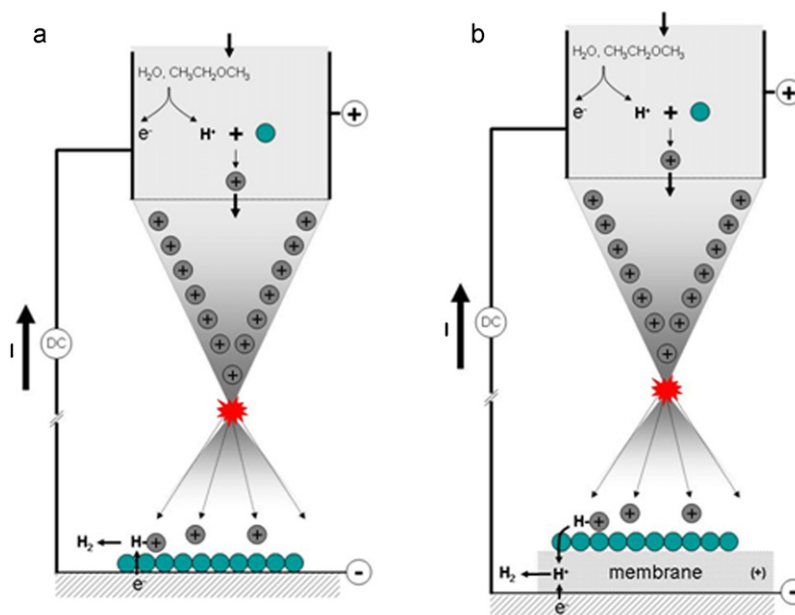 a
H₂O, CH₃CH₂OCH₃
e⁻ H⁺ + 
+
+
+ +
+ +
+ +
+ +
+ +
+ +
+
DC
I
H₂ H- + + +
e⁻
-
b
H₂O, CH₃CH₂OCH₃
e⁻ H⁺ +
+
+
+ +
+ +
+ +
+ +
+ +
+ +
+
DC
I
H- + + +
H₂ H⁺ membrane (+)
e⁻
-